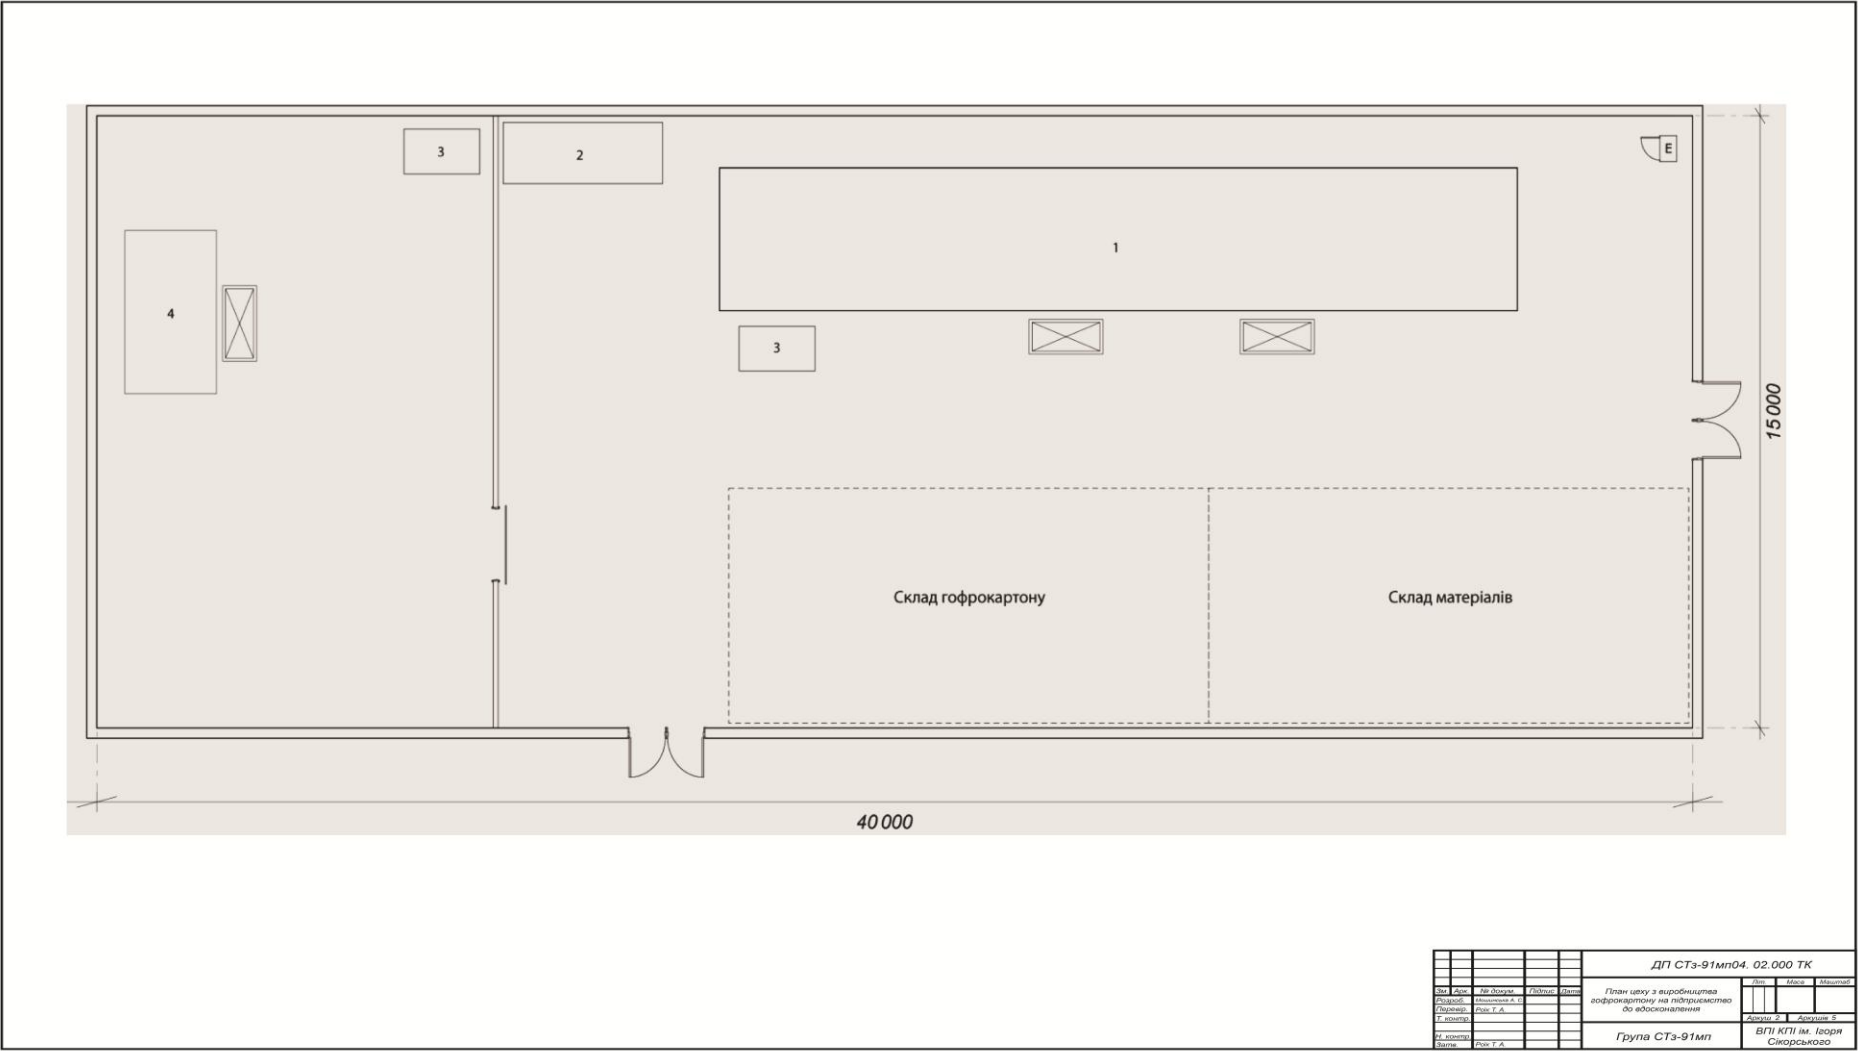 3
2
E
1
4
3
15 000
Склад гофрокартону
Склад матеріалів
40 000
ДП СТз-91мп04. 02.000 ТК
Зм. Арк. № докум. Підпис Дата
Розроб.
Перевір. Роїк Т. А.
Т. контр.
Н. контр.
Затв. Роїк Т. А.
План цеху з виробництва
гофрокартону на підприємство
до вдосконалення
Літ. Маса Масштаб
Аркуш 2 Аркушів 5
Група СТз-91мп
ВПІ КПІ ім. Ігоря
Сікорського